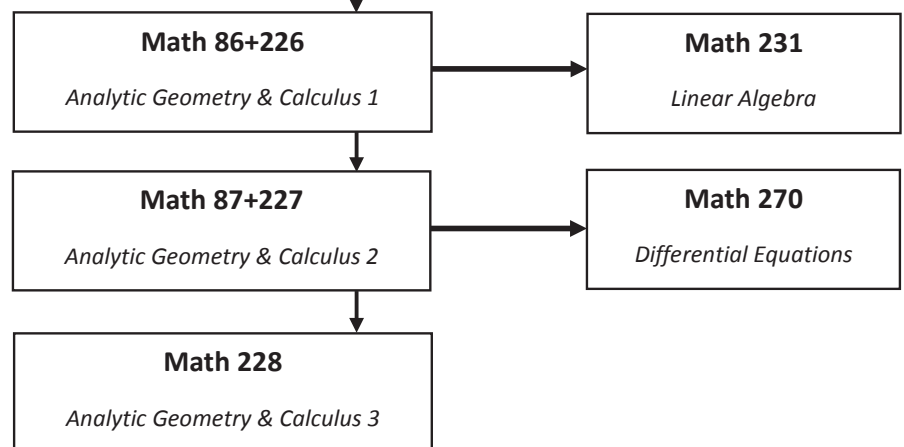 Math 86+226
Analytic Geometry & Calculus 1
Math 231
Linear Algebra
Math 87+227
Analytic Geometry & Calculus 2
Math 270
Differential Equations
Math 228
Analytic Geometry & Calculus 3